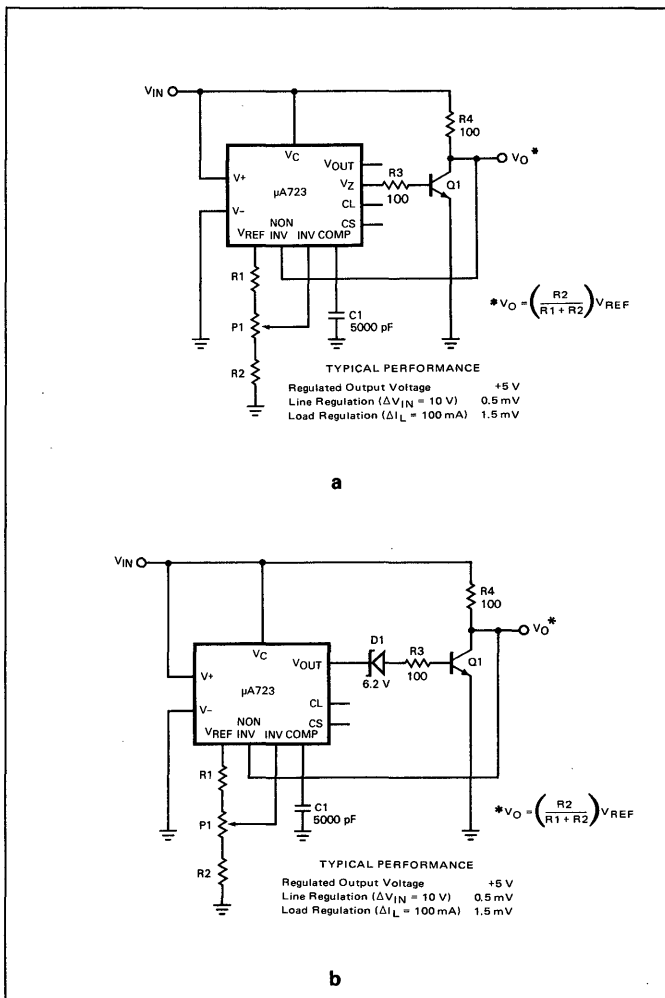 VIN
R4
100
VO*
VC
VOUT
R3
VZ
Q1
V+
µA723
100
CL
V−
CS
NON
VREF INV INV COMP
R1
P1
C1
5000 pF
R2
*VO = (R2 / R1 + R2) VREF
TYPICAL PERFORMANCE
Regulated Output Voltage +5 V
Line Regulation (ΔVIN = 10 V) 0.5 mV
Load Regulation (ΔIL = 100 mA) 1.5 mV
a
VIN
R4
100
VO*
VC
D1
VOUT
R3
Q1
V+
6.2 V
100
µA723
CL
V−
CS
NON
VREF INV INV COMP
R1
P1
C1
5000 pF
R2
*VO = (R2 / R1 + R2) VREF
TYPICAL PERFORMANCE
Regulated Output Voltage +5 V
Line Regulation (ΔVIN = 10 V) 0.5 mV
Load Regulation (ΔIL = 100 mA) 1.5 mV
b